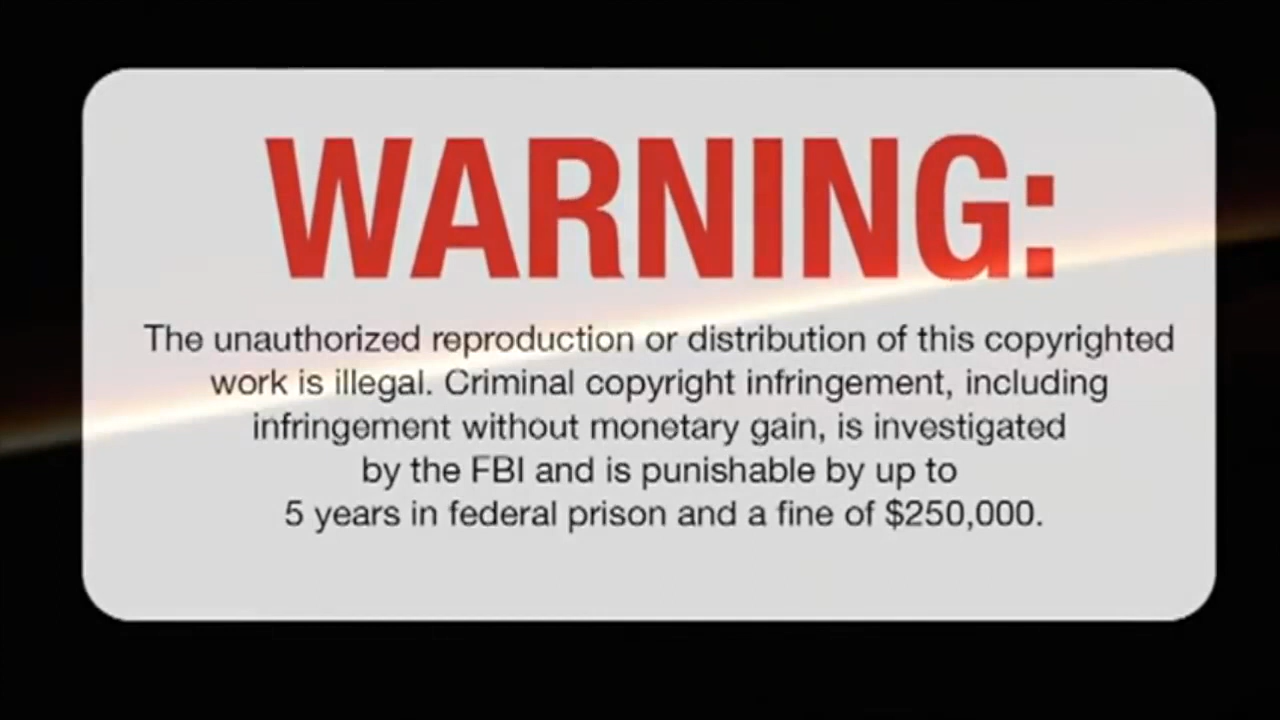 WARNING:
The unauthorized reproduction or distribution of this copyrighted
work is illegal. Criminal copyright infringement, including
infringement without monetary gain, is investigated
by the FBI and is punishable by up to
5 years in federal prison and a fine of $250,000.